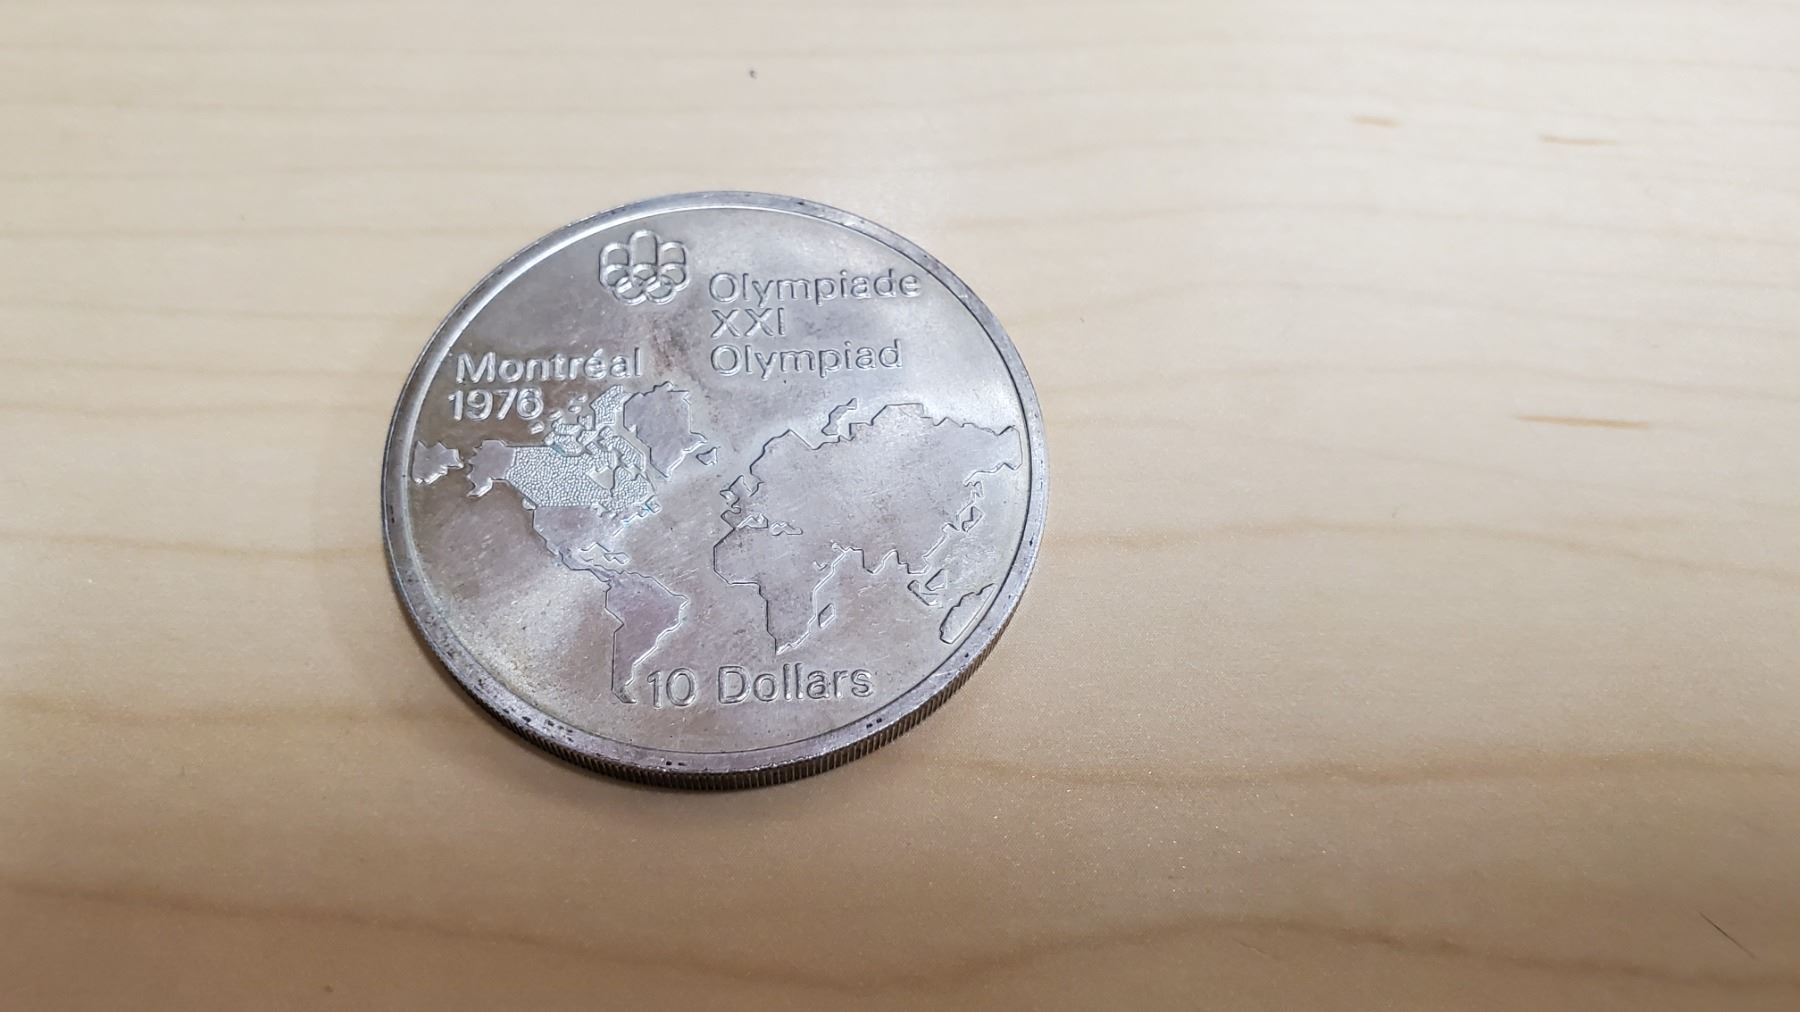 Olympiade
XXI
Olympiad
Montréal
1976
10 Dollars